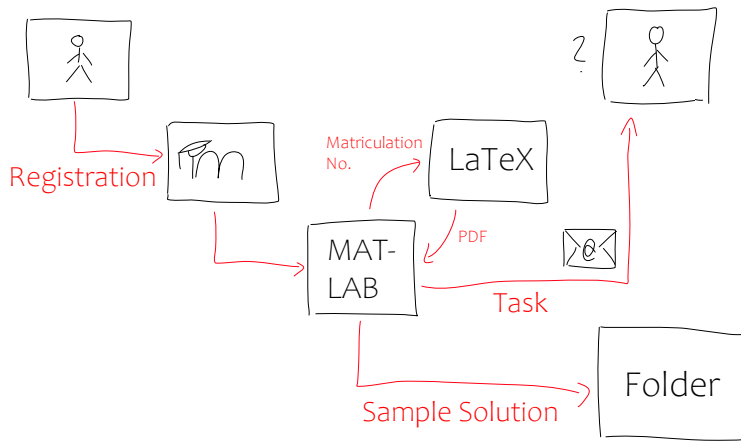 ?
Registration
m
Matriculation
No.
LaTeX
PDF
MAT-
LAB
@
Task
Sample Solution
Folder